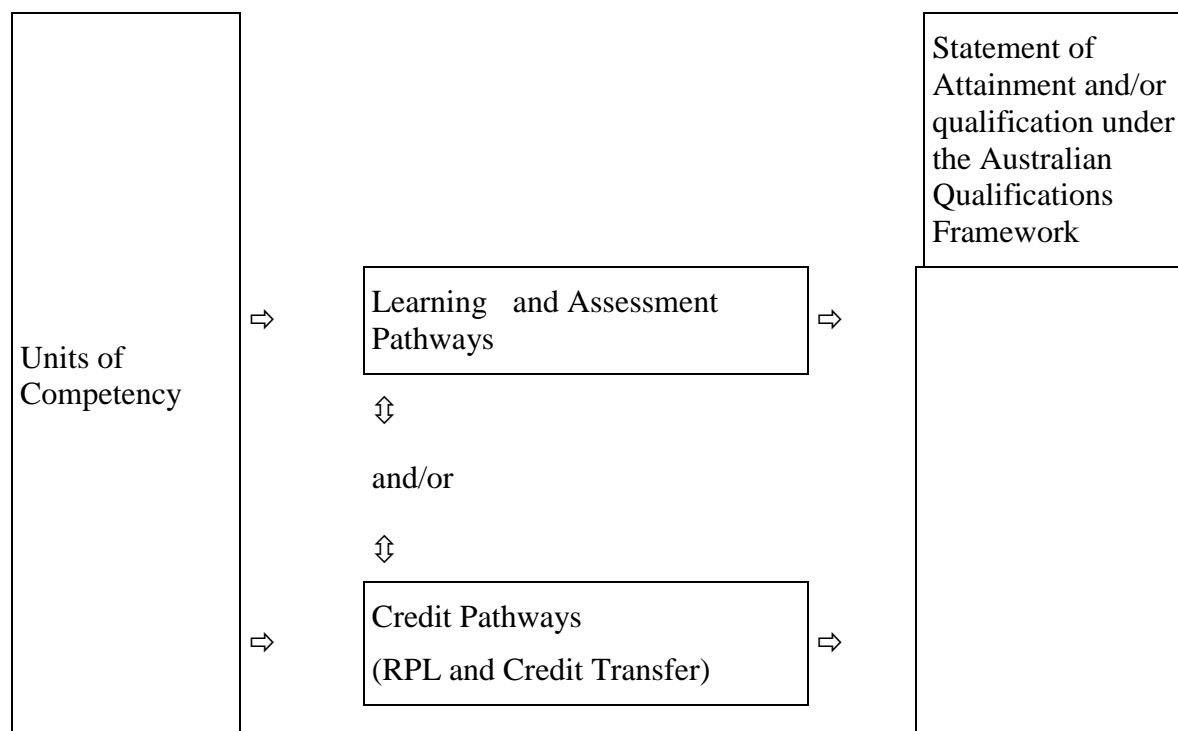 Units of
Competency
⇨
Learning and Assessment
Pathways
⇨
⇳
and/or
⇳
⇨
Credit Pathways
(RPL and Credit Transfer)
⇨
Statement of
Attainment and/or
qualification under
the Australian
Qualifications
Framework